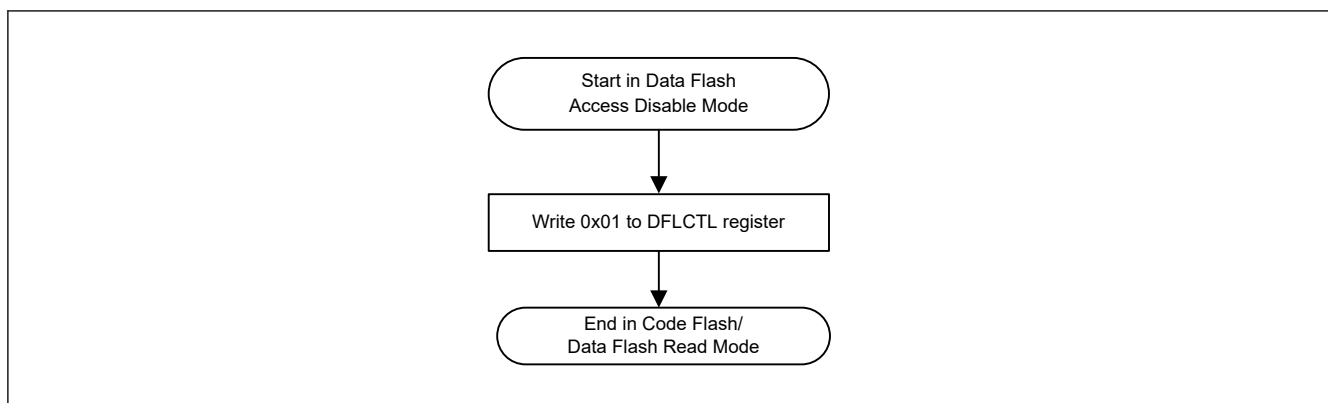 Start in Data Flash
Access Disable Mode
Write 0x01 to DFLCTL register
End in Code Flash/
Data Flash Read Mode